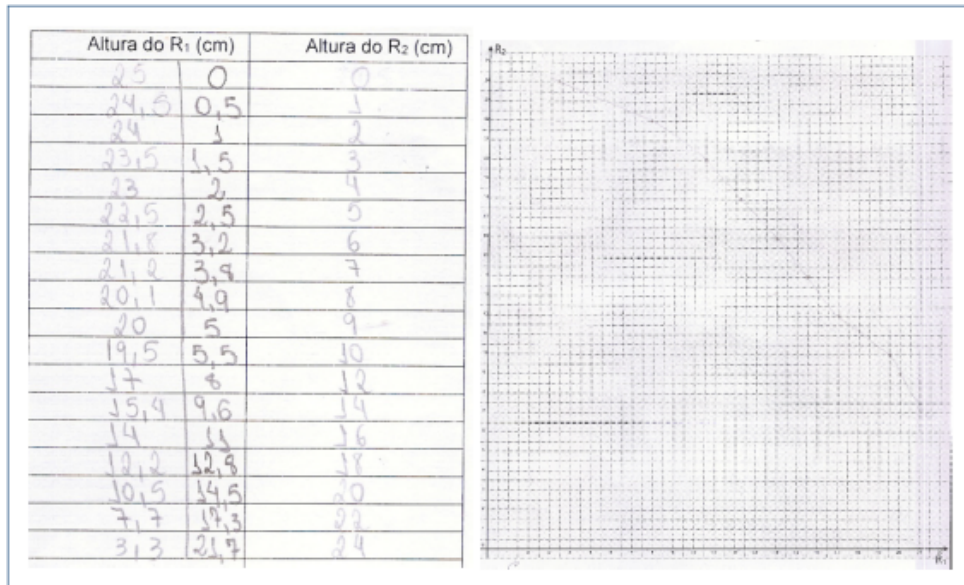 Altura do R₁ (cm) Altura do R₂ (cm)
25 0 0
24,5 0,5 1
24 1 2
23,5 1,5 3
23 2 4
22,5 2,5 5
21,8 3,2 6
21,2 3,8 7
20,1 4,9 8
20 5 9
19,5 5,5 10
17 8 12
15,4 9,6 14
14 11 16
12,2 12,8 18
10,5 14,5 20
7,7 17,3 22
3,3 21,7 24
R₂
R₁